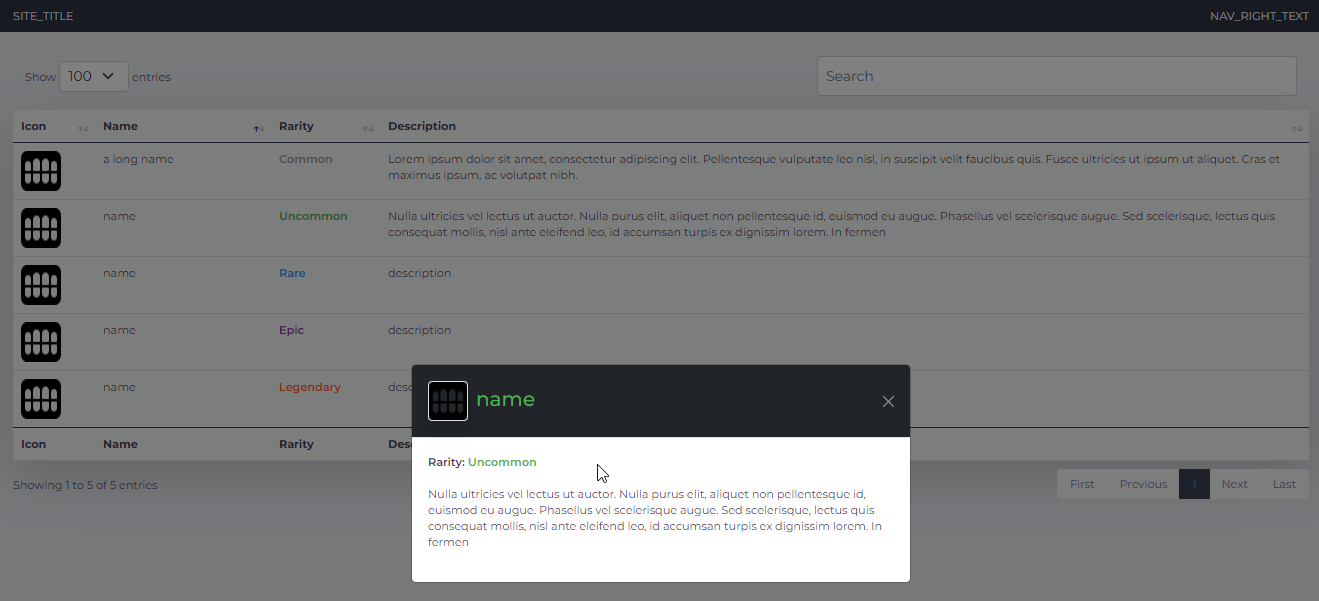 SITE_TITLE NAV_RIGHT_TEXT
Show 100 entries Search
Icon Name Rarity Description
a long name Common Lorem ipsum dolor sit amet, consectetur adipiscing elit. Pellentesque vulputate leo nisl, in suscipit velit faucibus quis. Fusce ultricies ut ipsum ut aliquet. Cras et
maximus ipsum, ac volutpat nibh.
name Uncommon Nulla ultricies vel lectus ut auctor. Nulla purus elit, aliquet non pellentesque id, euismod eu augue. Phasellus vel scelerisque augue. Sed scelerisque, lectus quis
consequat mollis, nisl ante eleifend leo, id accumsan turpis ex dignissim lorem. In fermen
name Rare description
name Epic description
name Legendary
Icon Name Rarity
name
Rarity: Uncommon
Nulla ultricies vel lectus ut auctor. Nulla purus elit, aliquet non pellentesque id,
euismod eu augue. Phasellus vel scelerisque augue. Sed scelerisque, lectus quis
consequat mollis, nisl ante eleifend leo, id accumsan turpis ex dignissim lorem. In
fermen
Showing 1 to 5 of 5 entries First Previous 1 Next Last